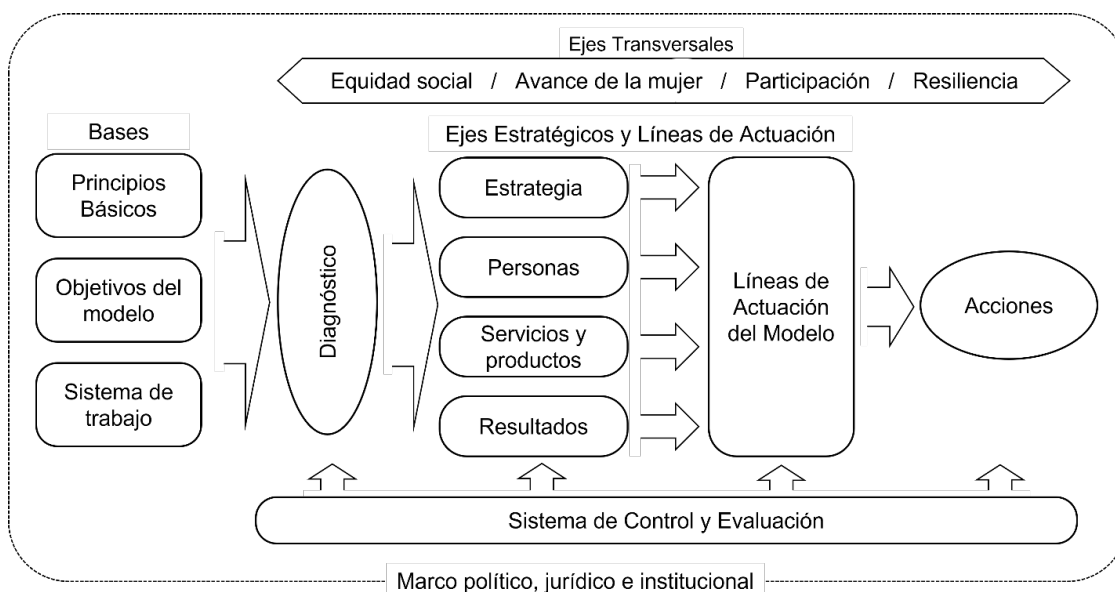 Ejes Transversales
Equidad social / Avance de la mujer / Participación / Resiliencia
Bases
Principios
Básicos
Objetivos del
modelo
Sistema de
trabajo
Diagnóstico
Ejes Estratégicos y Líneas de Actuación
Estrategia
Personas
Servicios y
productos
Resultados
Líneas de
Actuación
del Modelo
Acciones
Sistema de Control y Evaluación
Marco político, jurídico e institucional